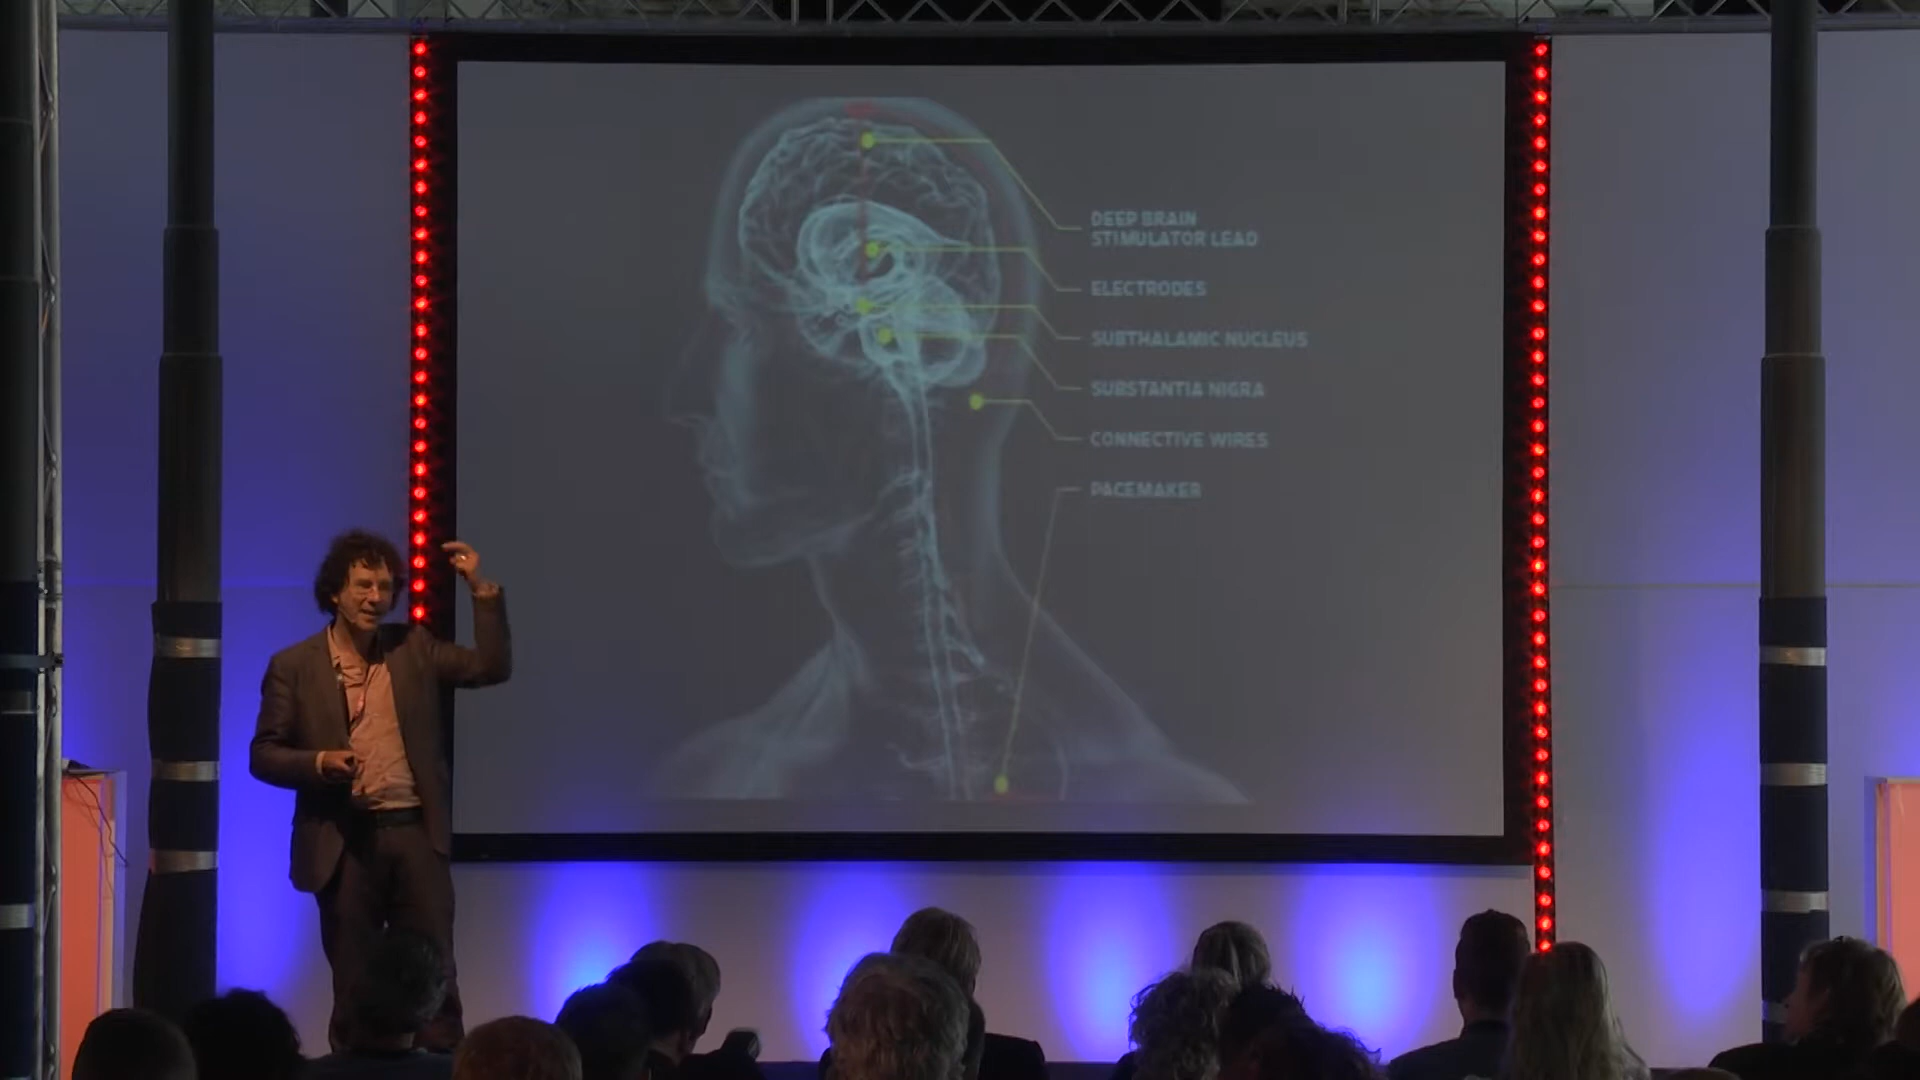 DEEP BRAIN
STIMULATOR LEAD
ELECTRODES
SUBTHALAMIC NUCLEUS
SUBSTANTIA NIGRA
CONNECTIVE WIRES
PACEMAKER